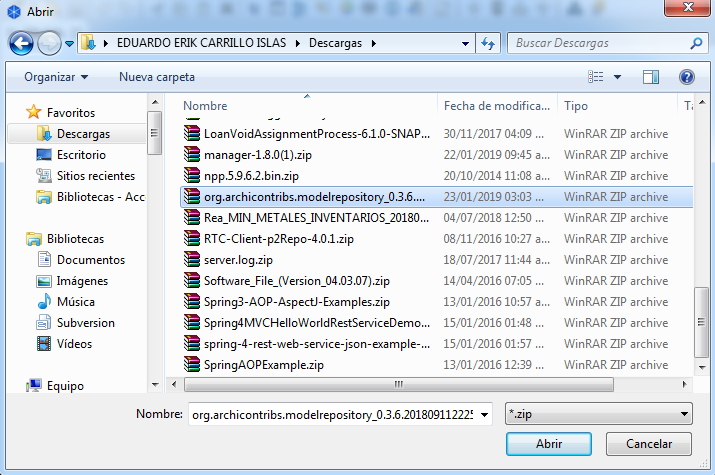 Abrir
EDUARDO ERIK CARRILLO ISLAS Descargas
Buscar Descargas
Organizar Nueva carpeta
Nombre Fecha de modifica... Tipo Ta
Favoritos
Descargas
Escritorio
Sitios recientes
Bibliotecas - Acc
Bibliotecas
Documentos
Imágenes
Música
Subversion
Vídeos
Equipo
LoanVoidAssignmentProcess-6.1.0-SNAP... 30/11/2017 04:09 ... WinRAR ZIP archive
manager-1.8.0(1).zip 22/01/2019 09:45 a... WinRAR ZIP archive
npp.5.9.6.2.bin.zip 20/10/2014 11:08 a... WinRAR ZIP archive
org.archicontribs.modelrepository_0.3.6.... 23/01/2019 03:03 ... WinRAR ZIP archive
Rea_MIN_METALES_INVENTARIOS_20180... 04/07/2018 12:50 ... WinRAR ZIP archive
RTC-Client-p2Repo-4.0.1.zip 08/11/2016 10:27 a... WinRAR ZIP archive
server.log.zip 18/07/2017 11:44 a... WinRAR ZIP archive
Software_File_(Version_04.03.07).zip 14/04/2016 07:05 ... WinRAR ZIP archive
Spring3-AOP-AspectJ-Examples.zip 13/01/2016 10:57 a... WinRAR ZIP archive
Spring4MVCHelloWorldRestServiceDemo... 15/01/2016 01:48 ... WinRAR ZIP archive
spring-4-rest-web-service-json-example-... 15/01/2016 01:57 ... WinRAR ZIP archive
SpringAOPExample.zip 13/01/2016 12:39 ... WinRAR ZIP archive
Nombre: org.archicontribs.modelrepository_0.3.6.201809112225 *.zip
Abrir Cancelar